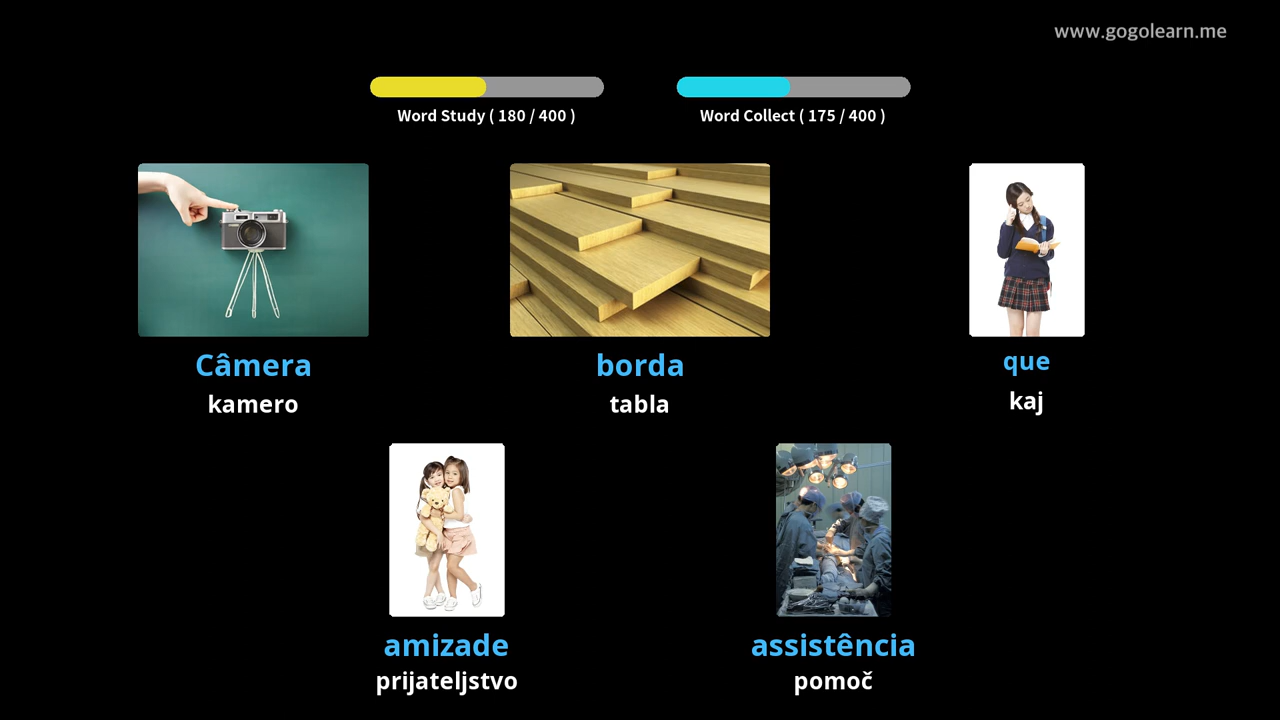 www.gogolearn.me
Word Study ( 180 / 400 )
Word Collect ( 175 / 400 )
Câmera
kamero
borda
tabla
que
kaj
amizade
prijateljstvo
assistência
pomoč